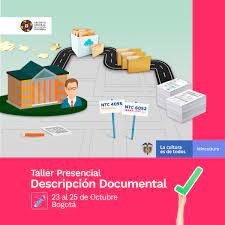 NTC 4095
NTC 6052
La cultura
es de todos
Mincultura
Taller Presencial
Descripción Documental
23 al 25 de Octubre
Bogotá